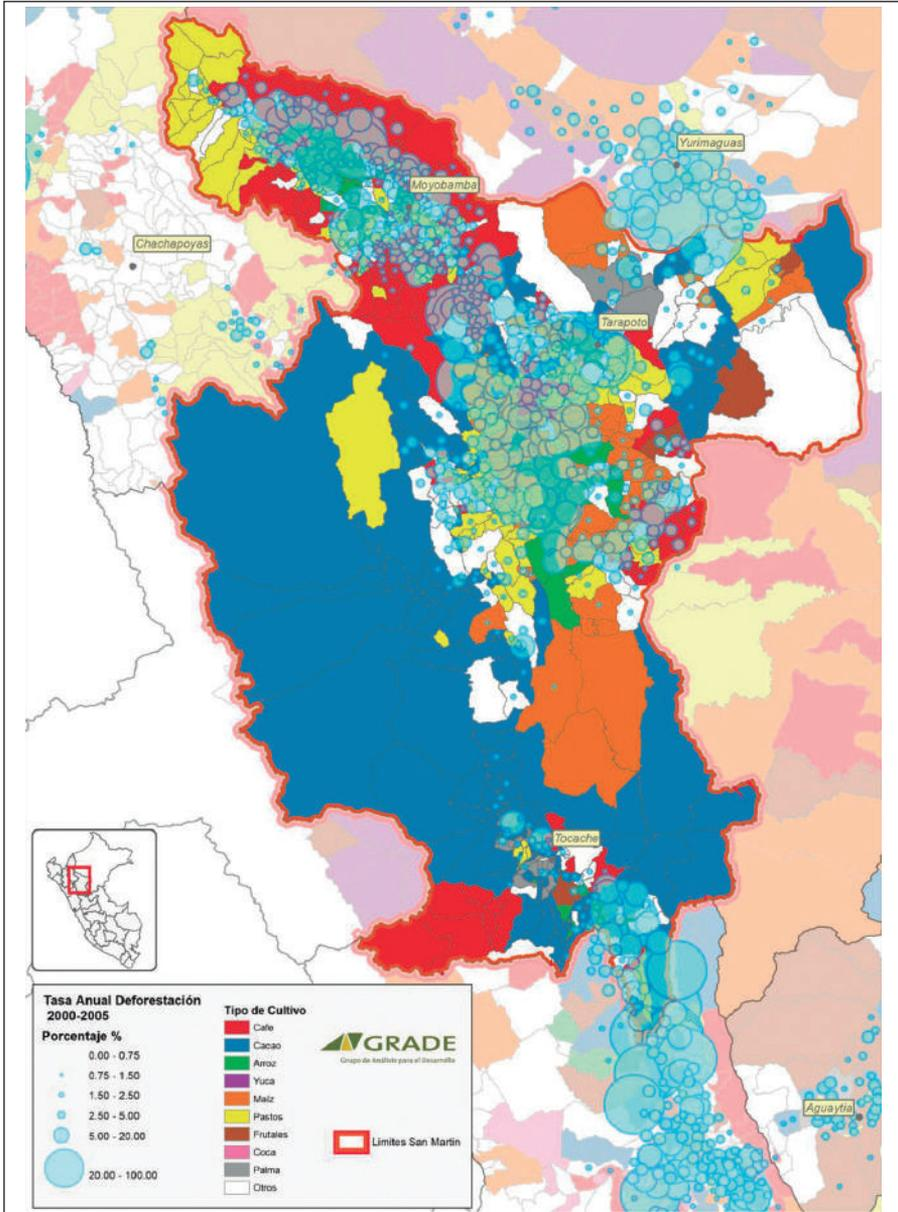 Yurimaguas
Moyobamba
Chachapoyas
Tarapoto
Tocache
Aguaytia
Tasa Anual Deforestación
2000-2005
Porcentaje %
0.00 - 0.75
0.75 - 1.50
1.50 - 2.50
2.50 - 5.00
5.00 - 20.00
20.00 - 100.00
Tipo de Cultivo
Cafe
Cacao
Arroz
Yuca
Maíz
Pastos
Frutales
Coca
Palma
Otros
GRADE
Grupo de Análisis para el Desarrollo
Limites San Martin